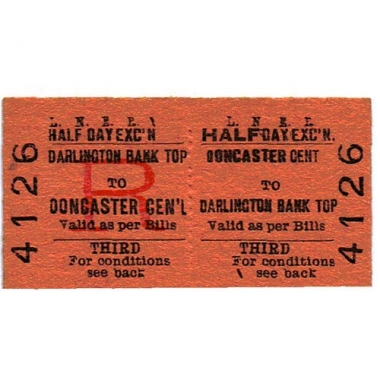 4126
L. N. E. R.
HALF DAY EXC'N
DARLINGTON BANK TOP
TO
DONCASTER CEN'L
Valid as per Bills
THIRD
For conditions
see back
R
L. N. E. R.
HALF DAY EXC'N.
DONCASTER CENT
TO
DARLINGTON BANK TOP
Valid as per Bills
THIRD
For conditions
see back
4126